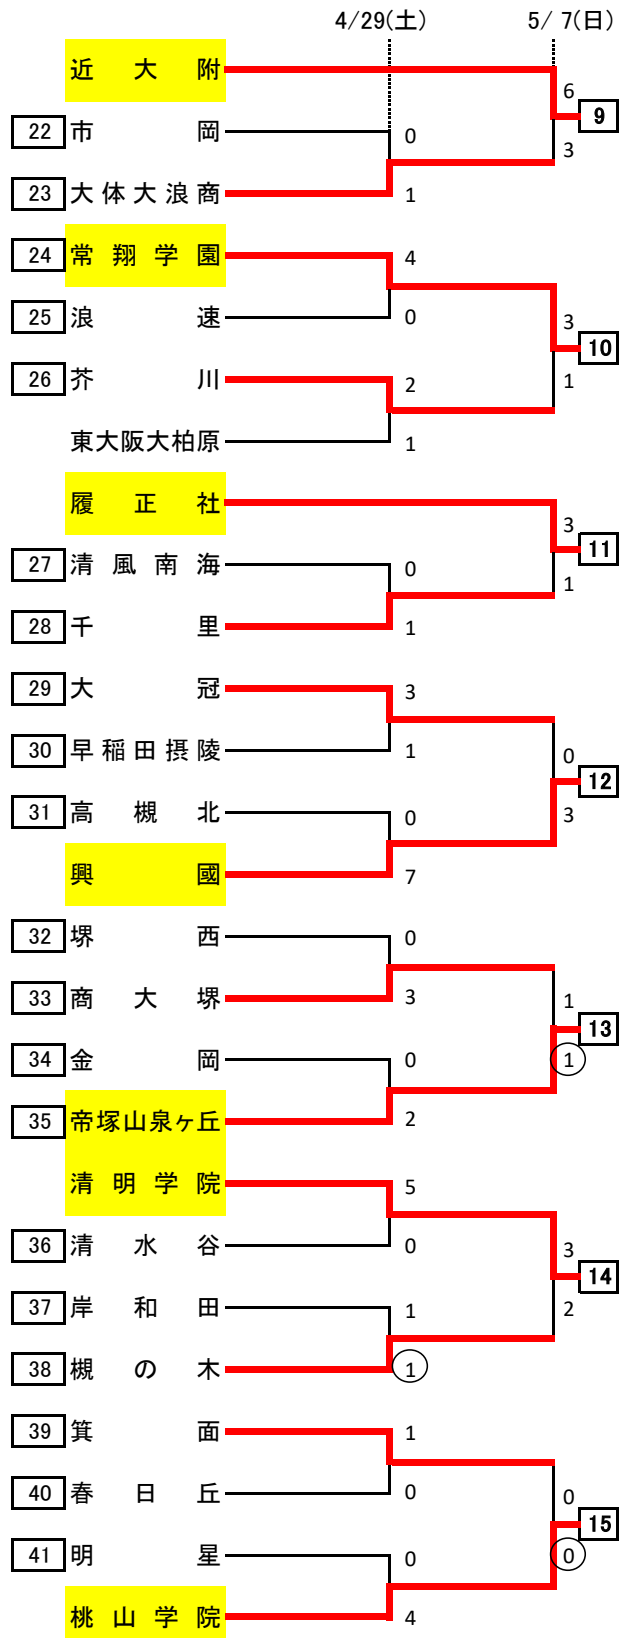 4/29(土) 5/ 7(日)
近大附
6
9
22 市岡 0
3
23 大体大浪商 1
24 常翔学園 4
25 浪速 0
3
10
26 芥川 2
1
東大阪大柏原 1
履正社
3
11
27 清風南海 0
1
28 千里 1
29 大冠 3
30 早稲田摂陵 1
0
12
31 高槻北 0
3
興國 7
32 堺西 0
33 商大堺 3
1
13
34 金岡 0
1
35 帝塚山泉ヶ丘 2
清明学院 5
36 清水谷 0
3
14
37 岸和田 1
2
38 槻の木 1
39 箕面 1
40 春日丘 0
0
15
41 明星 0
0
桃山学院 4